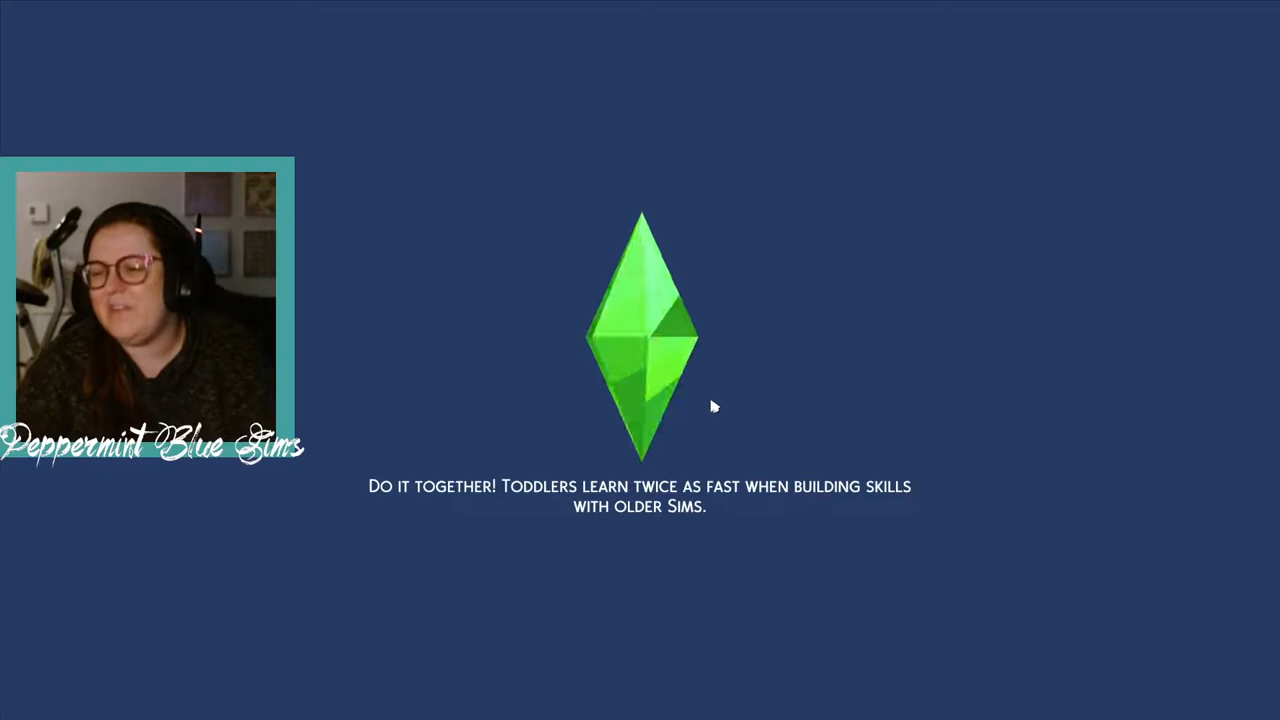 Peppermint Blue Sims
DO IT TOGETHER! TODDLERS LEARN TWICE AS FAST WHEN BUILDING SKILLS
WITH OLDER SIMS.